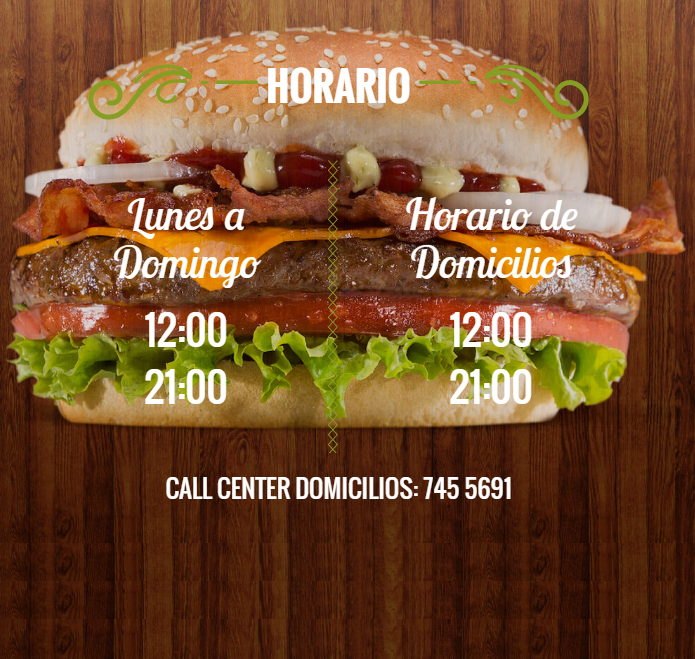 HORARIO
Lunes a
Domingo
12:00
21:00
Horario de
Domicilios
12:00
21:00
CALL CENTER DOMICILIOS: 745 5691